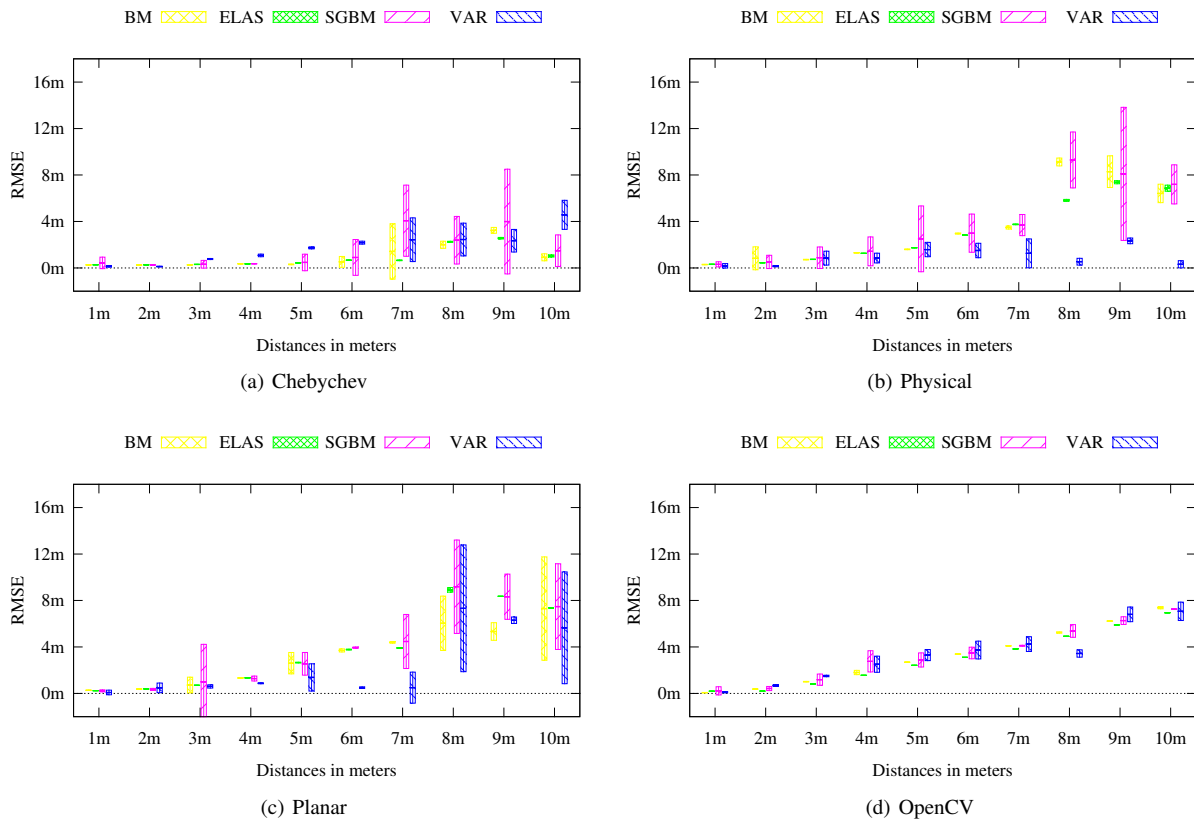 BM ELAS SGBM VAR
16m
12m
8m
4m
0m
RMSE
1m 2m 3m 4m 5m 6m 7m 8m 9m 10m
Distances in meters
(a) Chebychev
BM ELAS SGBM VAR
16m
12m
8m
4m
0m
RMSE
1m 2m 3m 4m 5m 6m 7m 8m 9m 10m
Distances in meters
(b) Physical
BM ELAS SGBM VAR
16m
12m
8m
4m
0m
RMSE
1m 2m 3m 4m 5m 6m 7m 8m 9m 10m
Distances in meters
(c) Planar
BM ELAS SGBM VAR
16m
12m
8m
4m
0m
RMSE
1m 2m 3m 4m 5m 6m 7m 8m 9m 10m
Distances in meters
(d) OpenCV